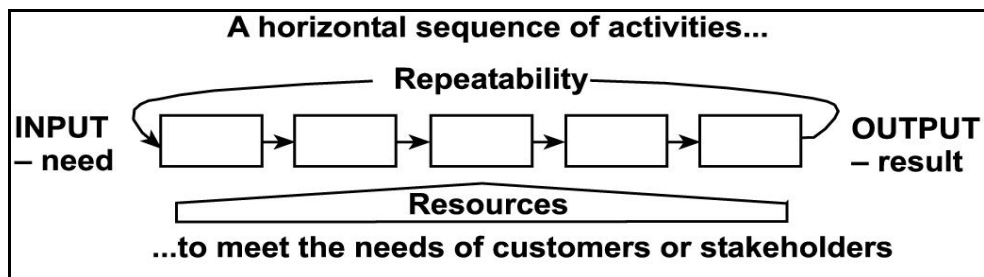 A horizontal sequence of activities...
Repeatability
INPUT
– need
OUTPUT
– result
Resources
...to meet the needs of customers or stakeholders